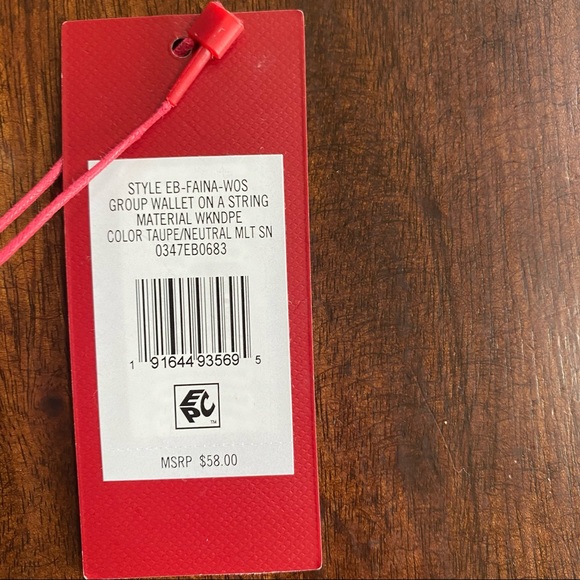 STYLE EB-FAINA-WOS
GROUP WALLET ON A STRING
MATERIAL WKNDPE
COLOR TAUPE/NEUTRAL MLT SN
0347EB0683
1 91644 93569 5
EPC
™
MSRP $58.00